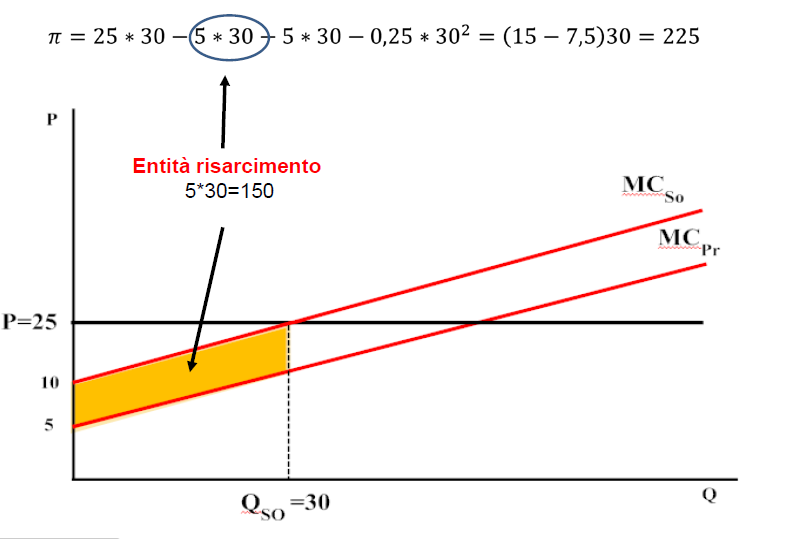 π = 25 ∗ 30 − 5 ∗ 30 − 5 ∗ 30 − 0,25 ∗ 30² = (15 − 7,5)30 = 225
P
Entità risarcimento
5*30=150
MC_So
MC_Pr
P=25
10
5
Q_SO =30
Q